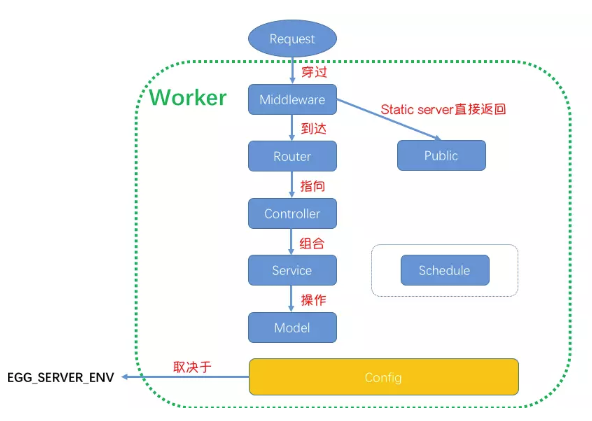 Request
穿过
Worker
Middleware
Static server直接返回
到达
Router
Public
指向
Controller
组合
Service
Schedule
操作
Model
取决于
EGG_SERVER_ENV
Config